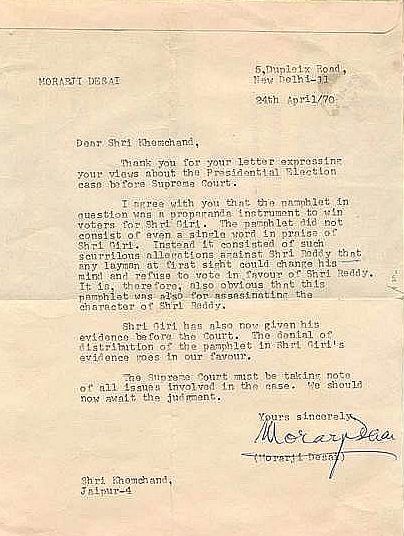 MORARJI DESAI
5, Dupleix Road,
New Delhi-11
24th April/70
Dear Shri Khemchand,
Thank you for your letter expressing
your views about the Presidential Election
case before Supreme Court.
I agree with you that the pamphlet in
question was a propaganda instrument to win
voters for Shri Giri. The pamphlet did not
consist of even a single word in praise of
Shri Giri. Instead it consisted of such
scurrilous allegations against Shri Reddy that
any layman at first sight could change his
mind and refuse to vote in favour of Shri Reddy.
It is, therefore, also obvious that this
pamphlet was also for assasinating the
character of Shri Reddy.
Shri Giri has also now given his
evidence before the Court. The denial of
distribution of the pamphlet in Shri Giri's
evidence goes in our favour.
The Supreme Court must be taking note
of all issues involved in the case. We should
now await the judgment.
Yours sincerely,
Morarji Desai
(Morarji Desai)
Shri Khemchand,
Jaipur-4